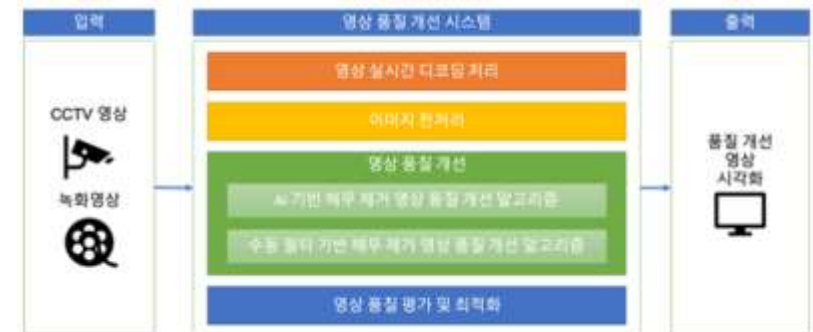 입력
영상 품질 개선 시스템
출력
영상 실시간 디코딩 처리
CCTV 영상
이미지 전처리
품질 개선
영상
시각화
영상 품질 개선
녹화영상
AI 기반 해무 제거 영상 품질 개선 알고리즘
수동 필터 기반 해무 제거 영상 품질 개선 알고리즘
영상 품질 평가 및 최적화